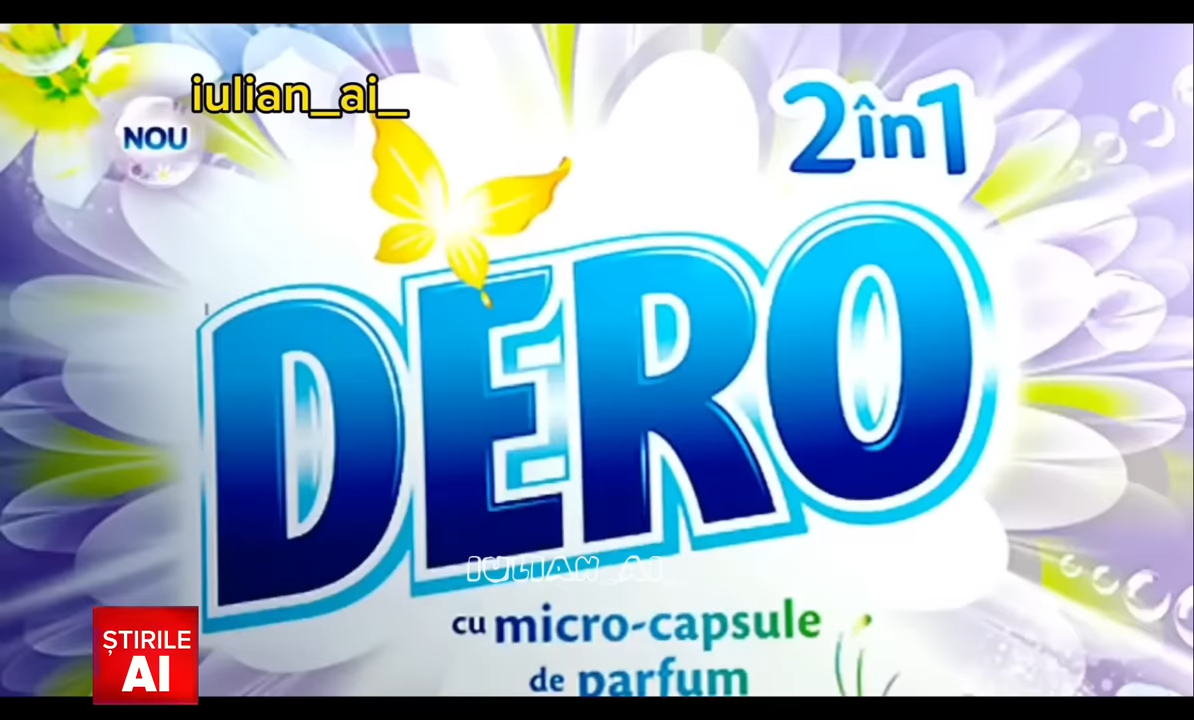 iulian_ai_
NOU
2în1
DERO
IULIAN_AI
cu micro-capsule
de parfum
ȘTIRILE
AI